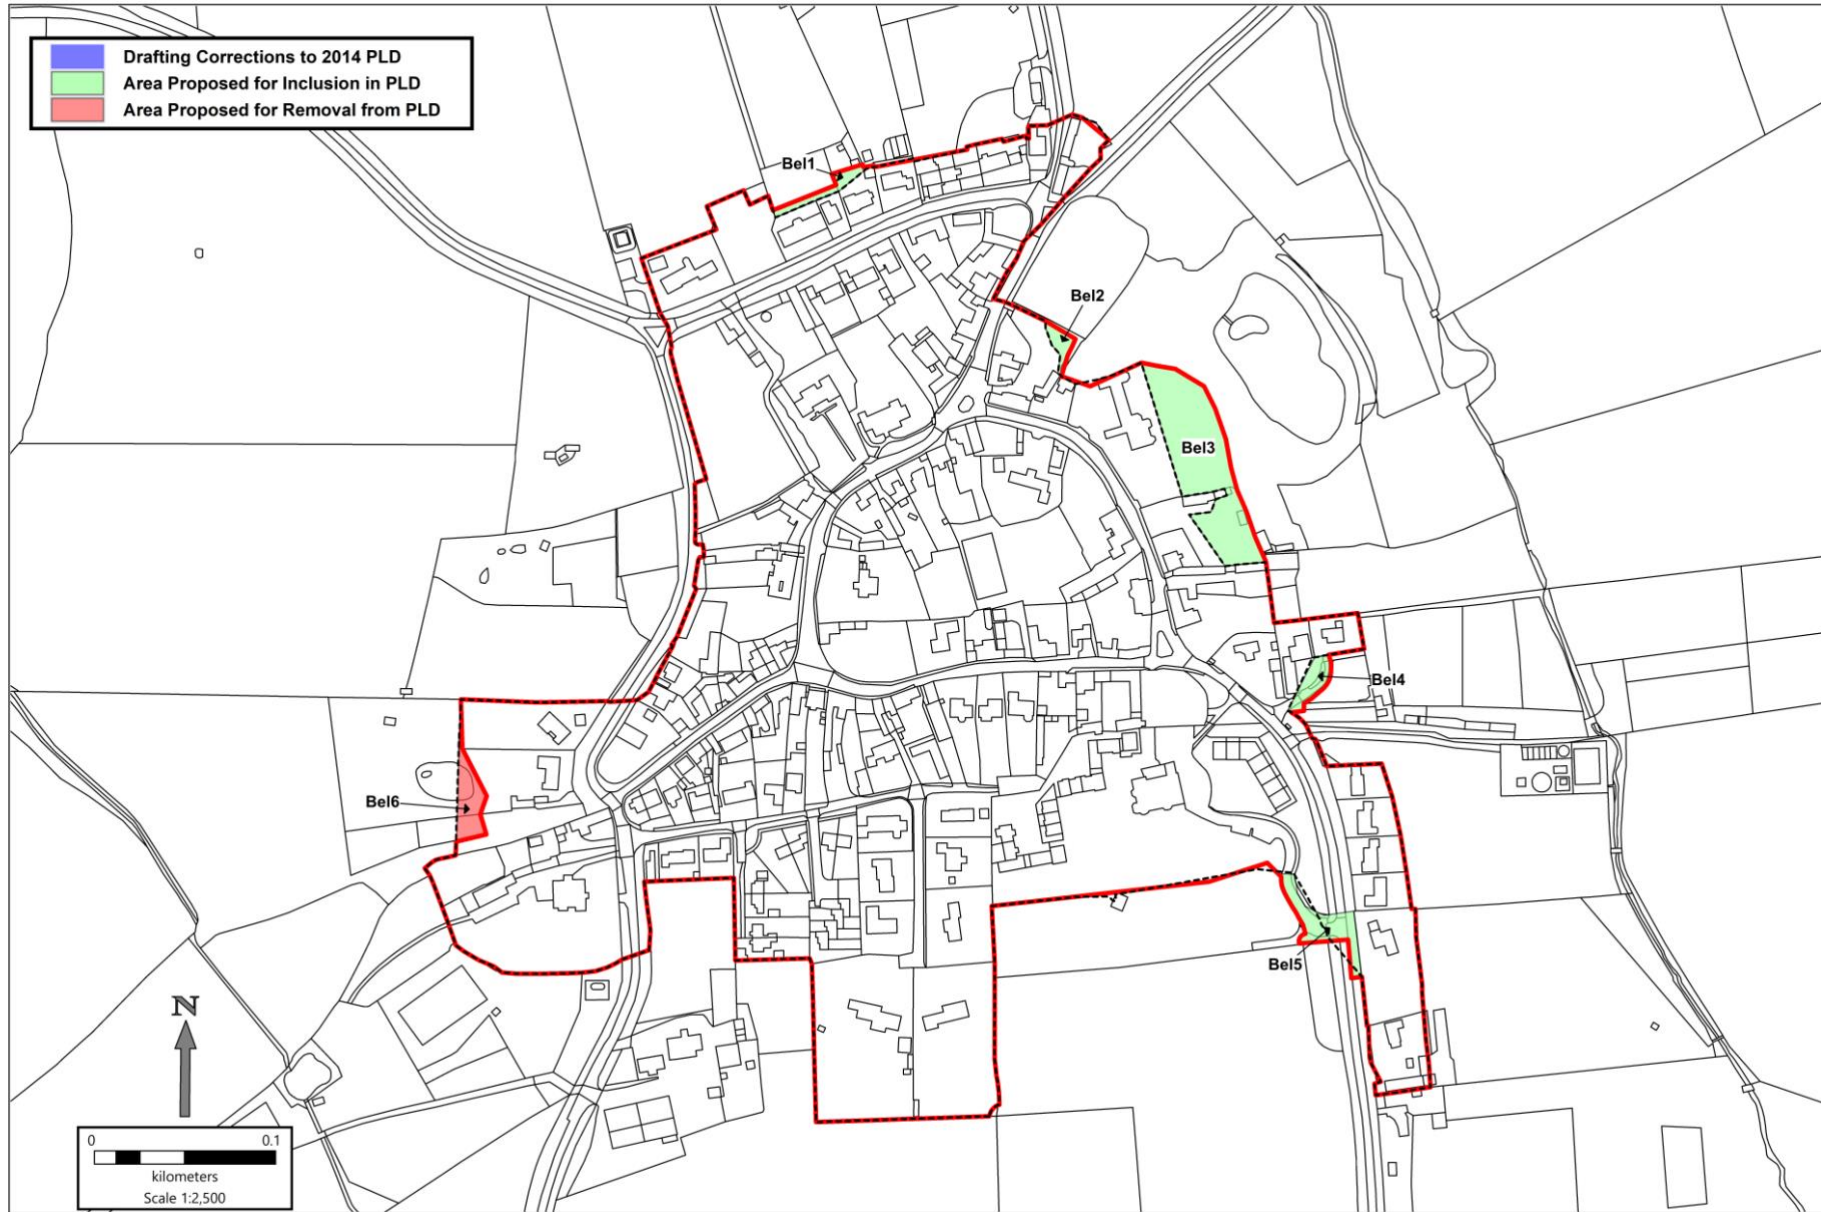 Drafting Corrections to 2014 PLD
Area Proposed for Inclusion in PLD
Area Proposed for Removal from PLD
Bel1
Bel2
Bel3
Bel4
Bel6
Bel5
N
0 0.1
kilometers
Scale 1:2,500